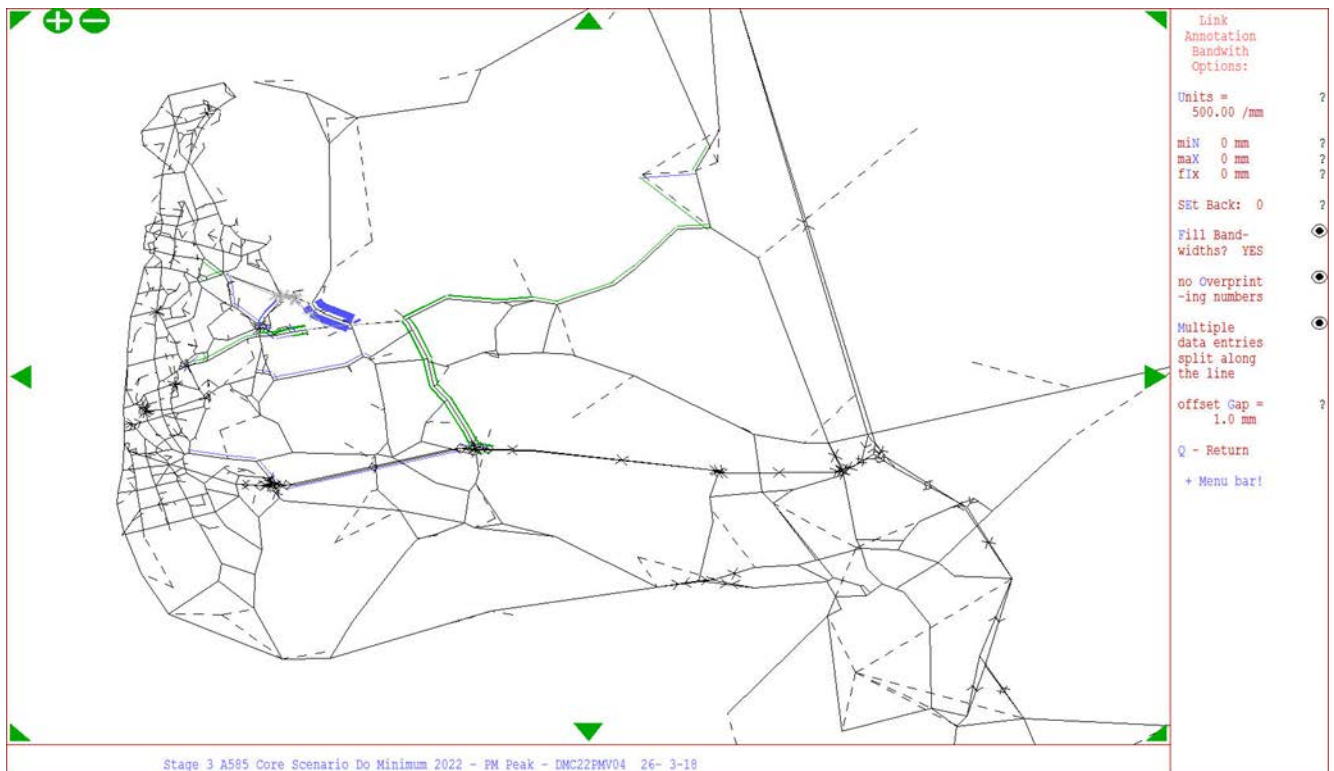 Link
Annotation
Bandwith
Options:
Units = ?
500.00 /mm
miN 0 mm ?
maX 0 mm ?
fIx 0 mm ?
SEt Back: 0 ?
Fill Band-
widths? YES
no Overprint
-ing numbers
Multiple
data entries
split along
the line
offset Gap = ?
1.0 mm
Q - Return
+ Menu bar!
Stage 3 A585 Core Scenario Do Minimum 2022 - PM Peak - DMC22PMV04 26- 3-18